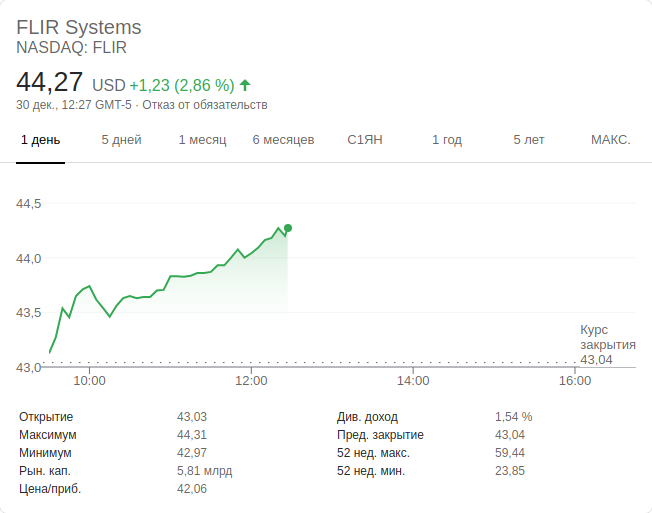 FLIR Systems
NASDAQ: FLIR
44,27 USD +1,23 (2,86 %)
30 дек., 12:27 GMT-5 · Отказ от обязательств
1 день 5 дней 1 месяц 6 месяцев С1ЯН 1 год 5 лет МАКС.
44,5
44,0
43,5
43,0
Курс
закрытия
43,04
10:00 12:00 14:00 16:00
Открытие 43,03 Див. доход 1,54 %
Максимум 44,31 Пред. закрытие 43,04
Минимум 42,97 52 нед. макс. 59,44
Рын. кап. 5,81 млрд 52 нед. мин. 23,85
Цена/приб. 42,06